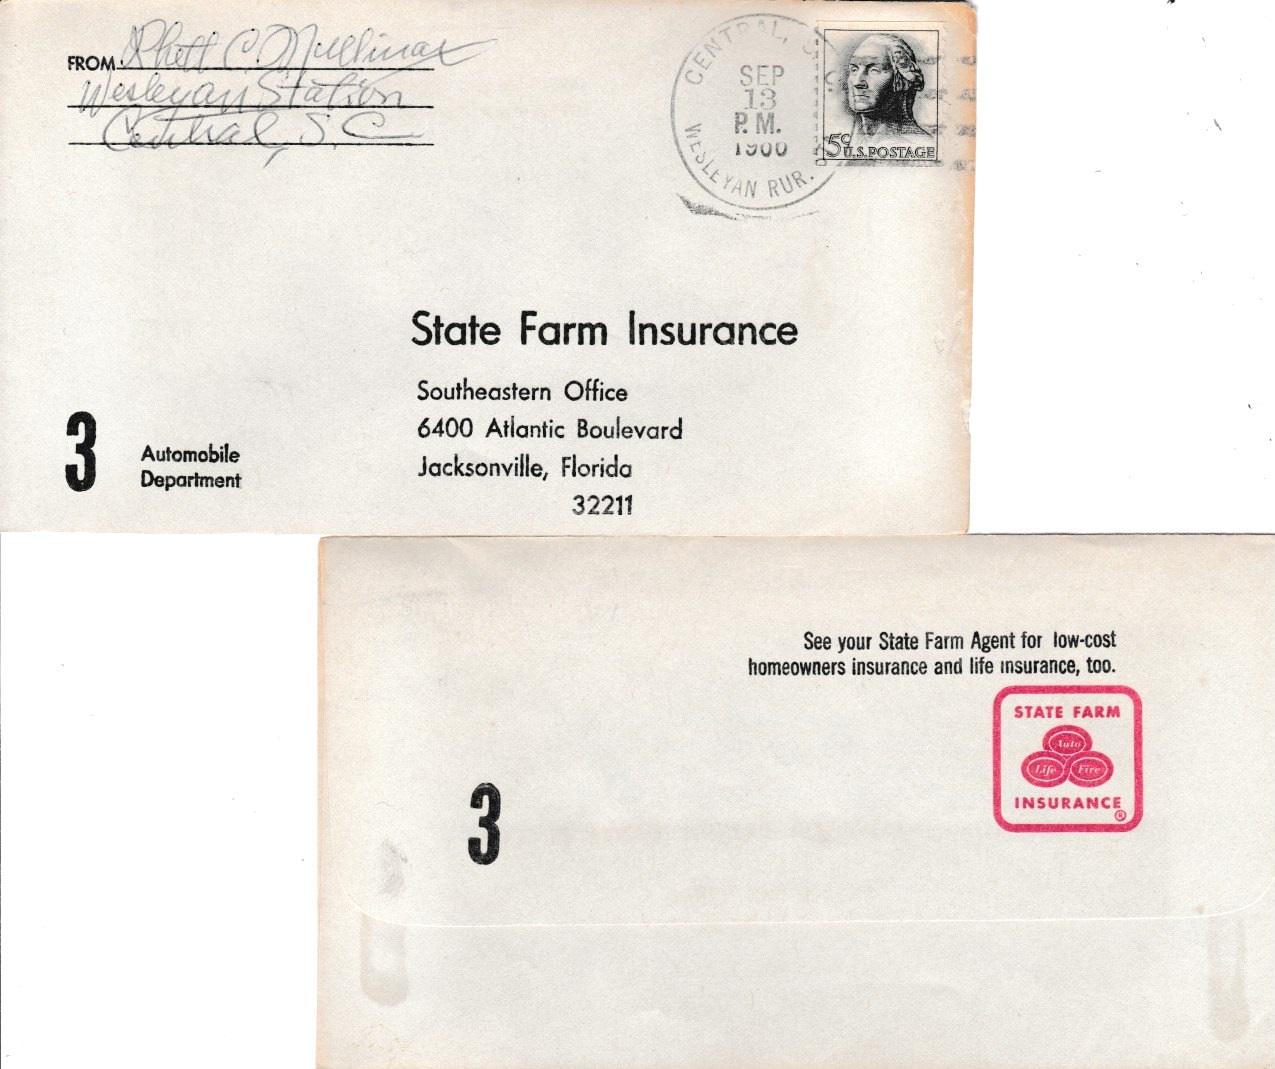 FROM Rhett C. Mullinax
Wesleyan Station
Central, S. C.
CENTRAL, S.
WESLEYAN RUR.
SEP
13
P. M.
5¢ U.S. POSTAGE
State Farm Insurance
Southeastern Office
6400 Atlantic Boulevard
Jacksonville, Florida
32211
3
Automobile
Department
See your State Farm Agent for low-cost
homeowners insurance and life insurance, too.
STATE FARM
Auto
Life Fire
INSURANCE
®
3